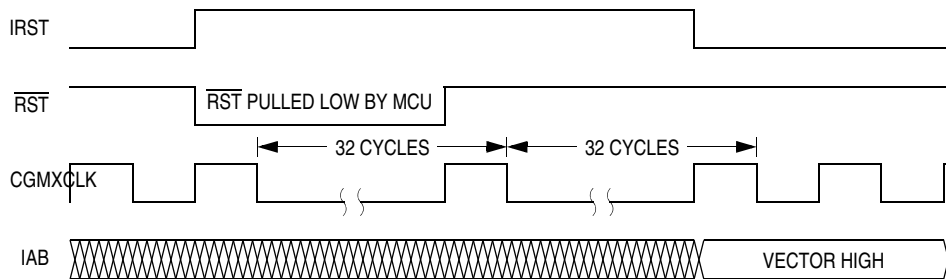 IRST
RST
RST PULLED LOW BY MCU
32 CYCLES
32 CYCLES
CGMXCLK
IAB
VECTOR HIGH